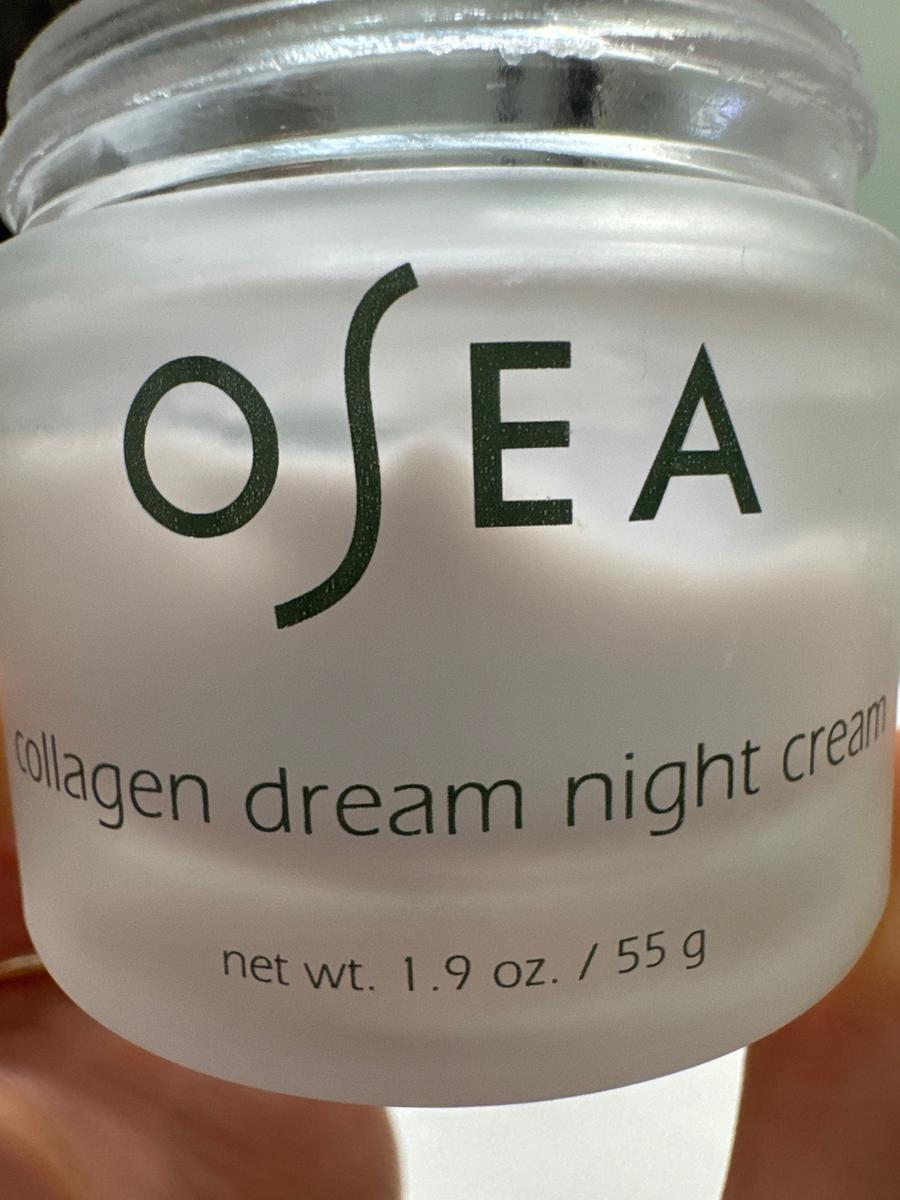 OSEA
collagen dream night cream
net wt. 1.9 oz. / 55 g